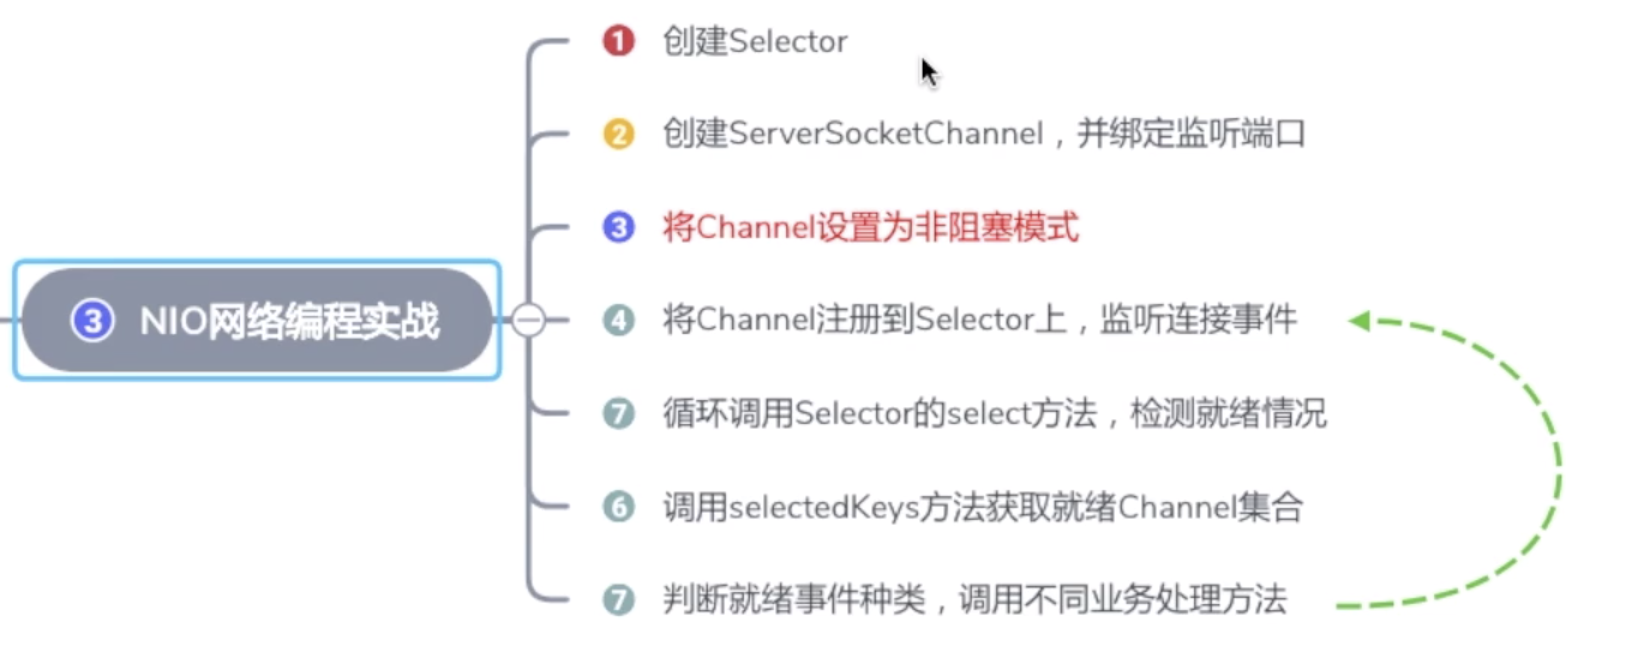 3 NIO网络编程实战
1 创建Selector
2 创建ServerSocketChannel，并绑定监听端口
3 将Channel设置为非阻塞模式
4 将Channel注册到Selector上，监听连接事件
7 循环调用Selector的select方法，检测就绪情况
6 调用selectedKeys方法获取就绪Channel集合
7 判断就绪事件种类，调用不同业务处理方法